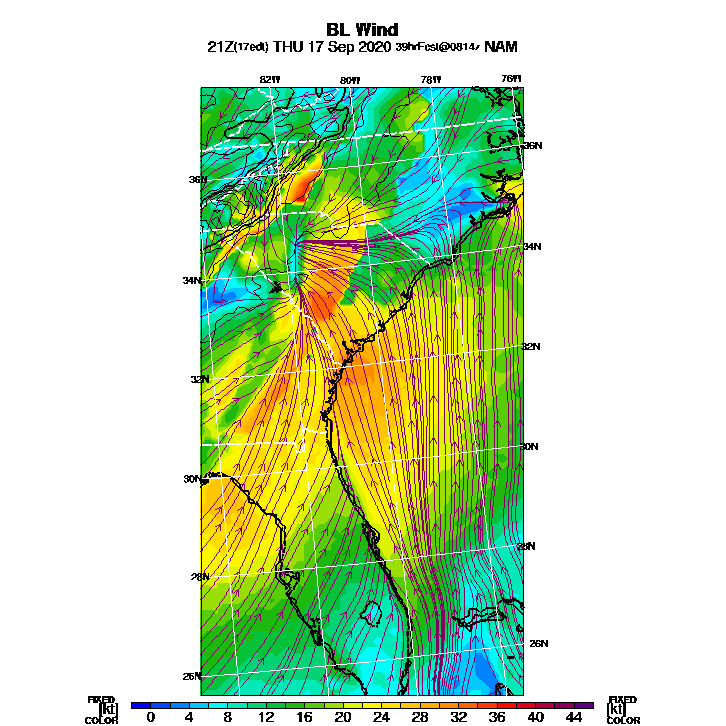 BL Wind
21Z(17edt) THU 17 Sep 2020 39hrFcst@0814z NAM
82W 80W 78W 76W
36N
36N
34N
34N
32N
32N
30N
30N
28N
28N
26N
26N
FIXED FIXED
[kt] 0 4 8 12 16 20 24 28 32 36 40 44 [kt]
COLOR COLOR